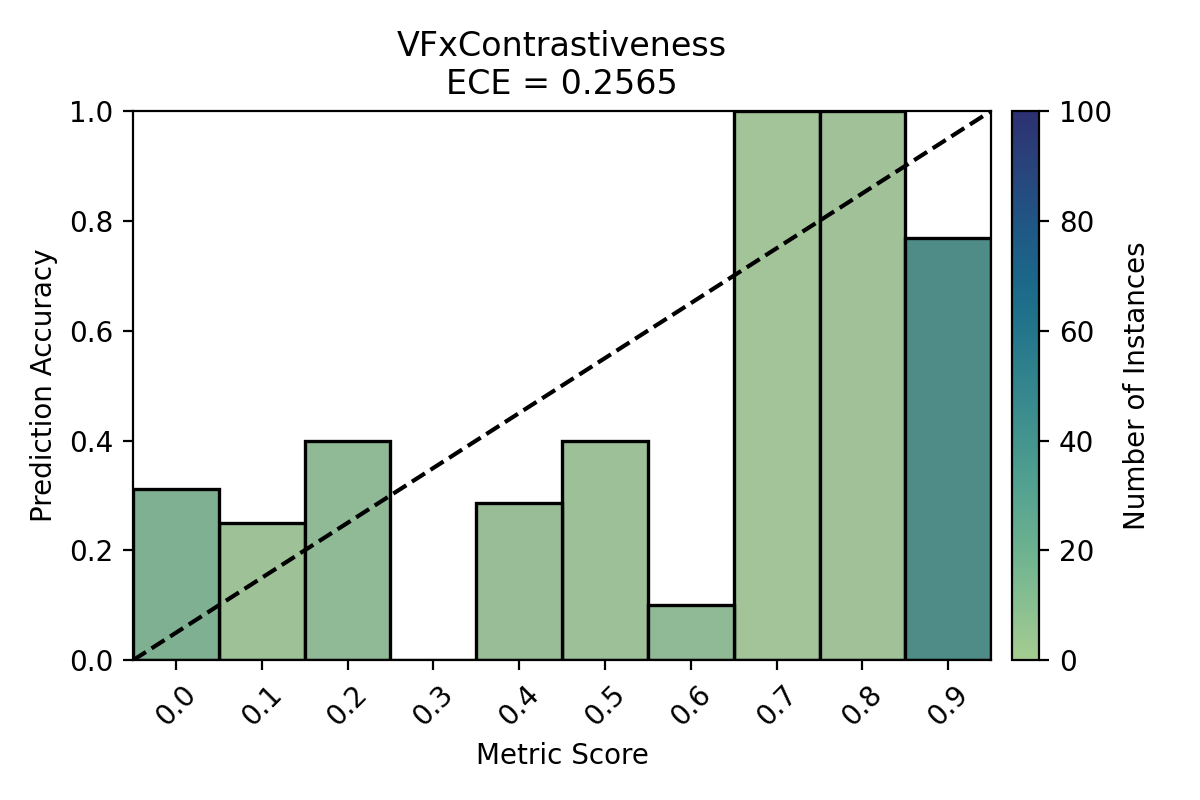 VFxContrastiveness
ECE = 0.2565
1.0
0.8
0.6
0.4
0.2
0.0
Prediction Accuracy
0.0 0.1 0.2 0.3 0.4 0.5 0.6 0.7 0.8 0.9
Metric Score
100
80
60
40
20
0
Number of Instances